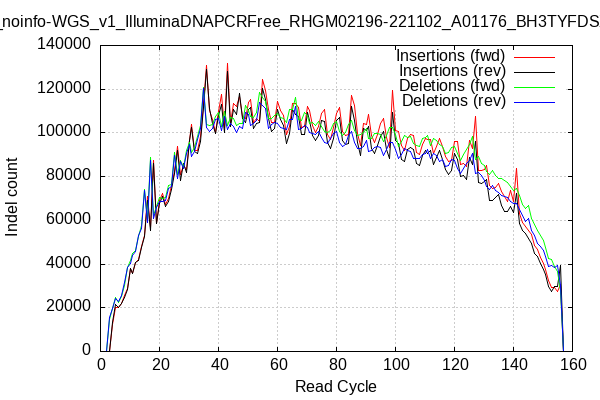 _noinfo-WGS_v1_IlluminaDNAPCRFree_RHGM02196-221102_A01176_BH3TYFDS
140000
120000
100000
80000
60000
40000
20000
0
Indel count
Insertions (fwd)
Insertions (rev)
Deletions (fwd)
Deletions (rev)
0 20 40 60 80 100 120 140 160
Read Cycle